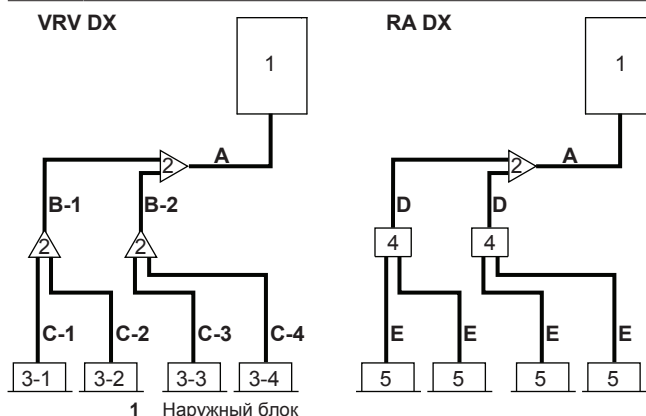 VRV DX RA DX
1 1
2 A 2 A
B-1 B-2 D D
2 2 4 4
C-1 C-2 C-3 C-4 E E E E
3-1 3-2 3-3 3-4 5 5 5 5
1 Наружный блок